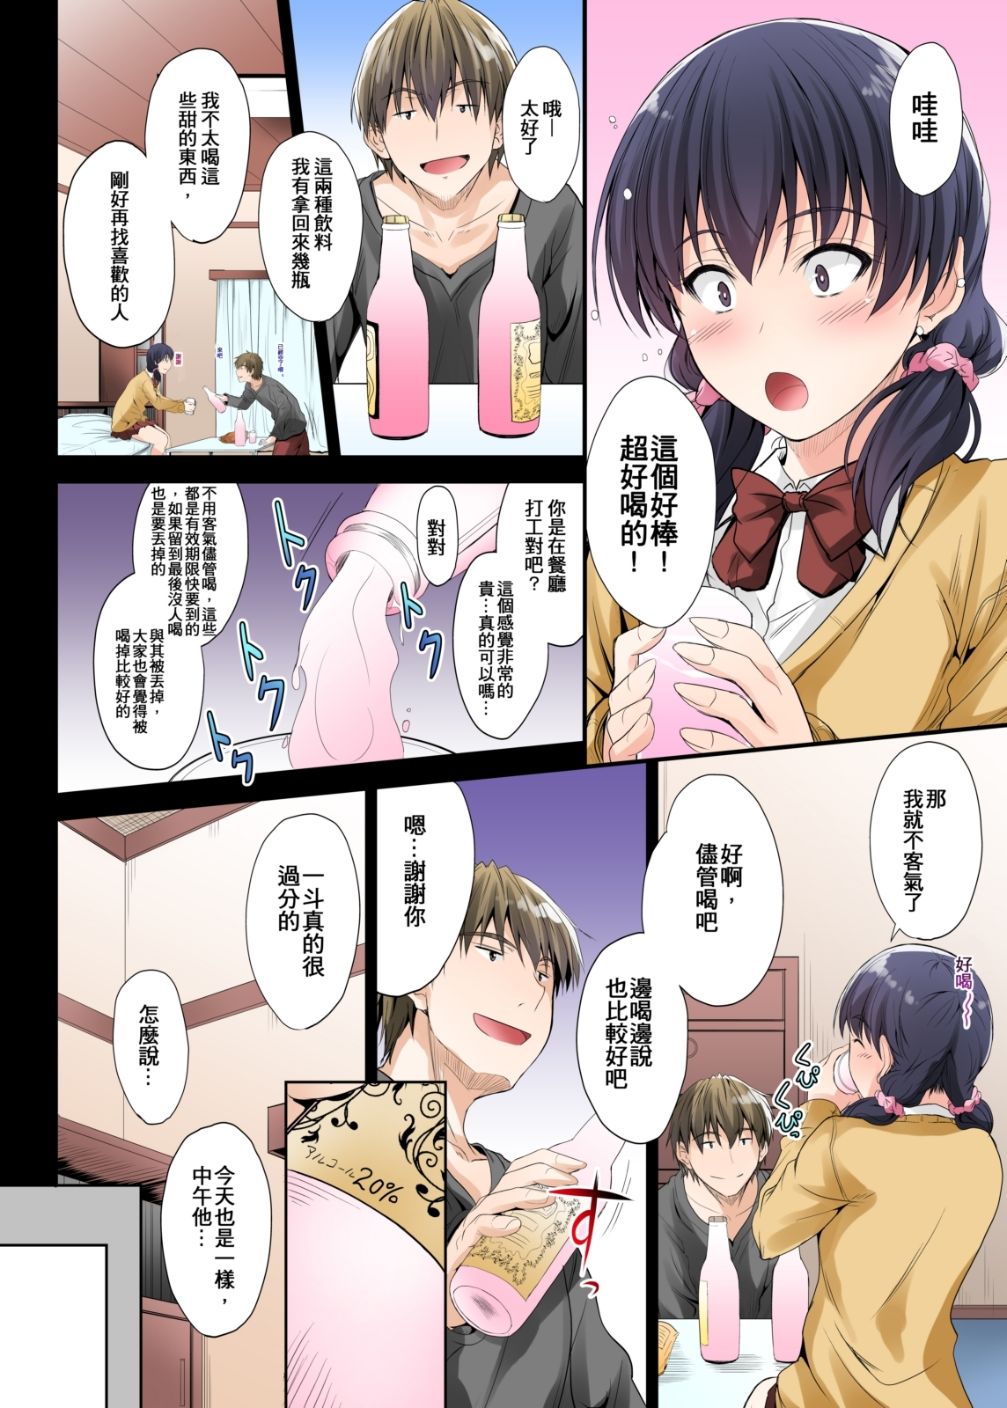 哇哇
這個好棒！
超好喝的！
哦—
太好了
這兩種飲料
我有拿回來幾瓶
我不太喝這
些甜的東西，
剛好再找喜歡的人
來吧
謝謝
你是在餐廳
打工對吧？
這個感覺非常的
貴…真的可以嗎…
對對
トク
トク
トク
トク
不用客氣儘管喝，這些
都是有效期限快要到的
，如果留到最後沒人喝
也是要丟掉的
與其被丟掉，
大家也會覺得被
喝掉比較好的
那
我就不客氣了
好喝～
くぴ
くぴっ
好啊，
儘管喝吧
邊喝邊說
也比較好吧
嗯…謝謝你
すっ
アルコール20%
一斗真的很
過分的
怎麼說…
今天也是一樣，
中午他…